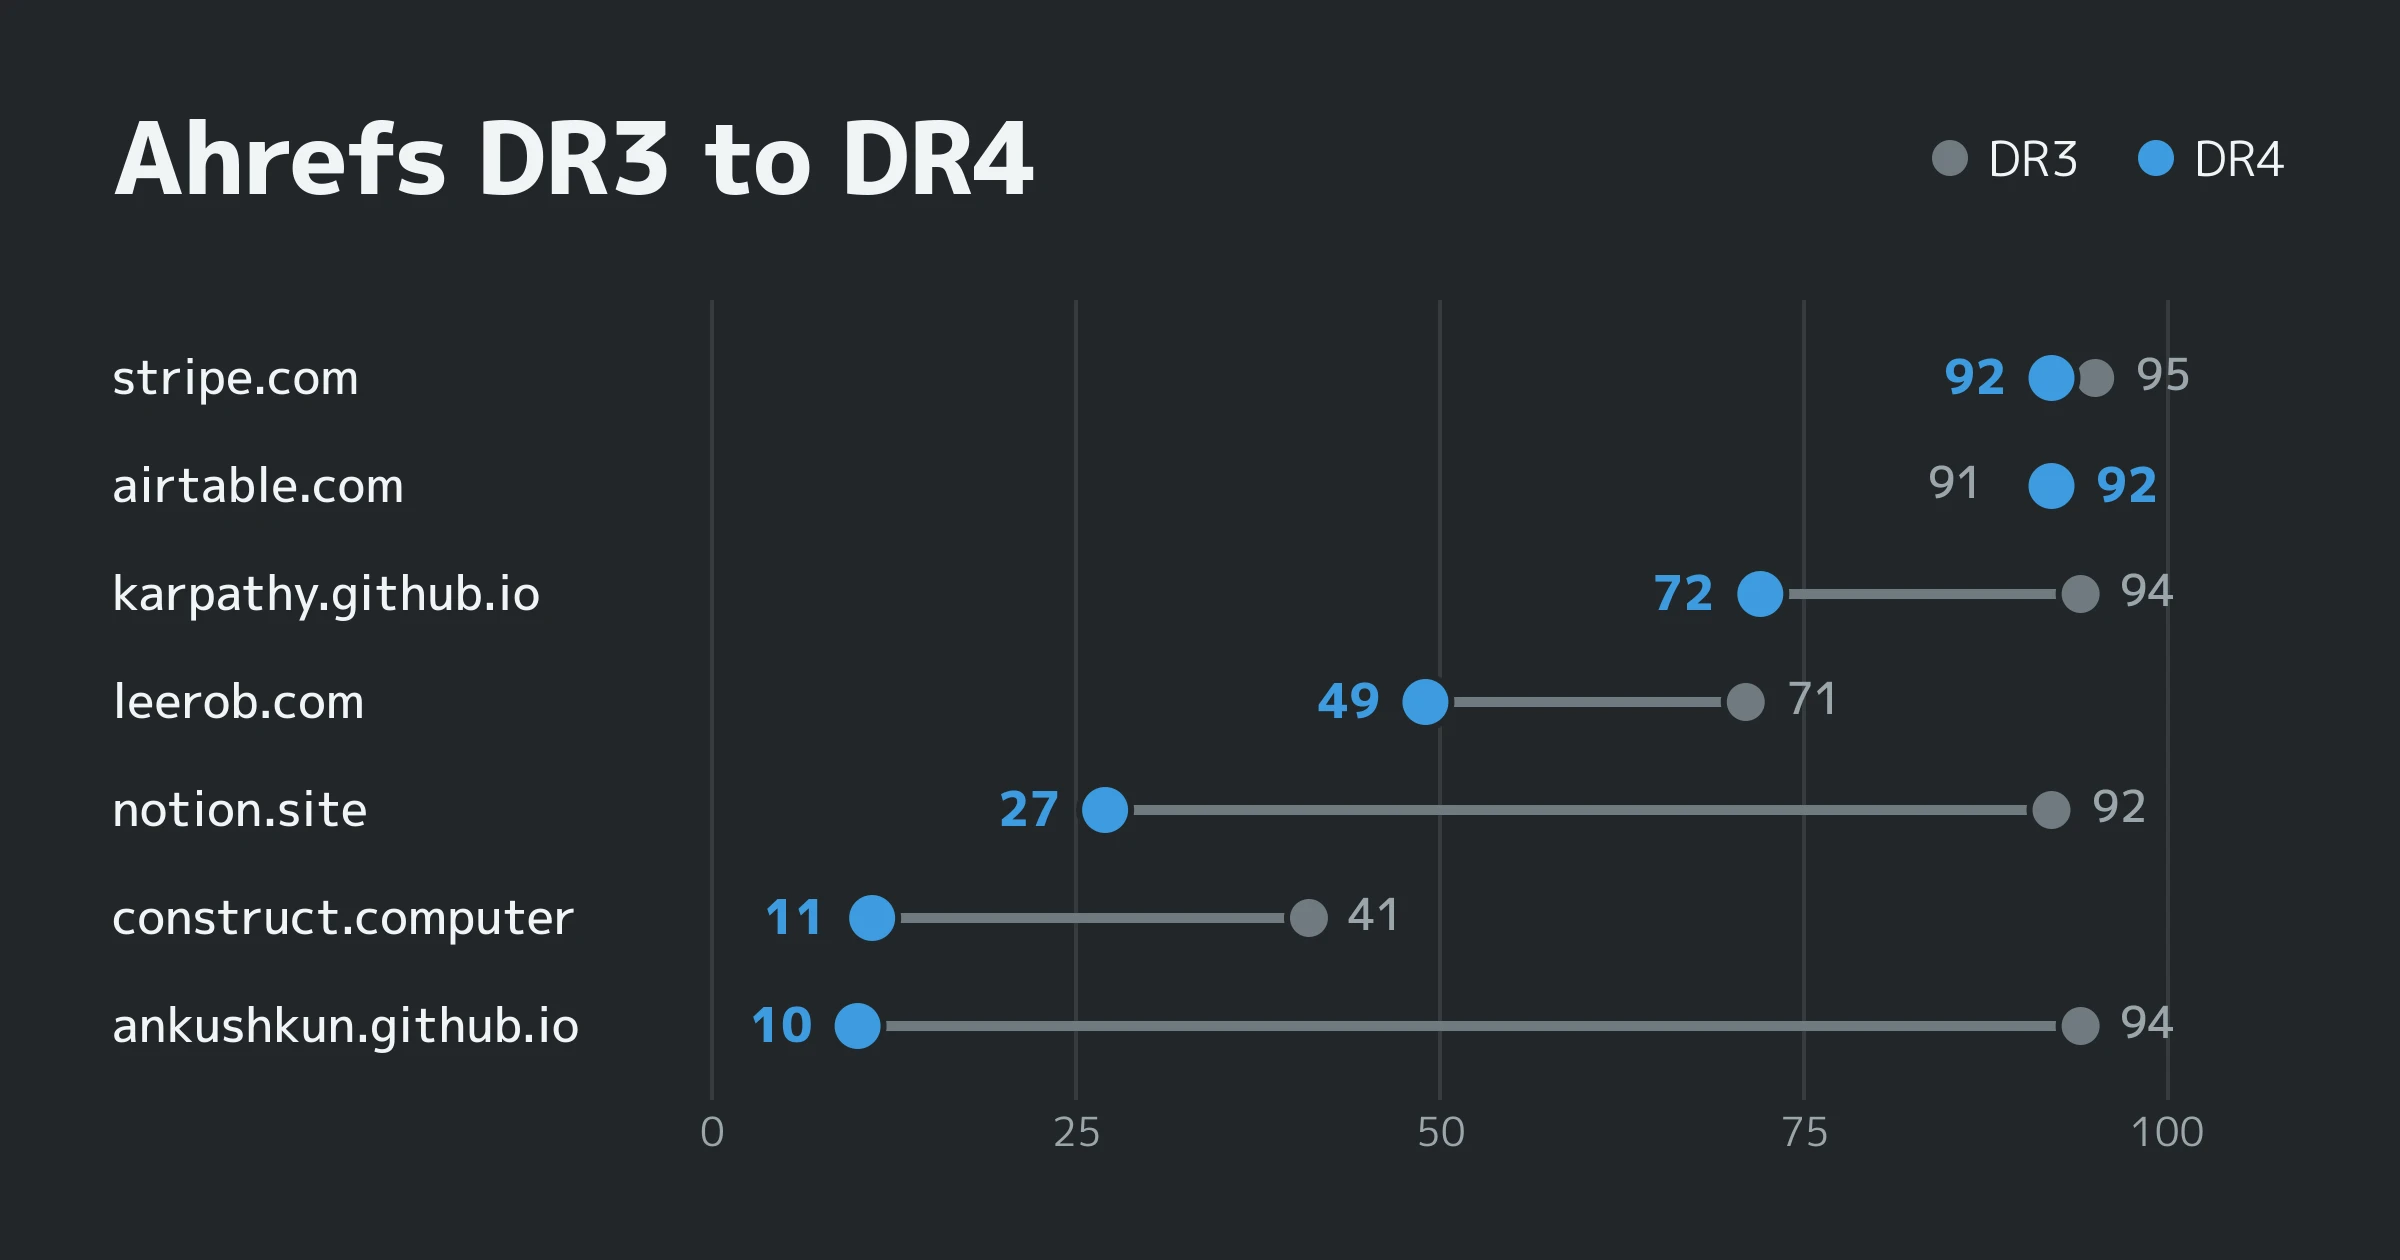 Ahrefs DR3 to DR4
DR3 DR4
stripe.com 92 95
airtable.com 91 92
karpathy.github.io 72 94
leerob.com 49 71
notion.site 27 92
construct.computer 11 41
ankushkun.github.io 10 94
0 25 50 75 100